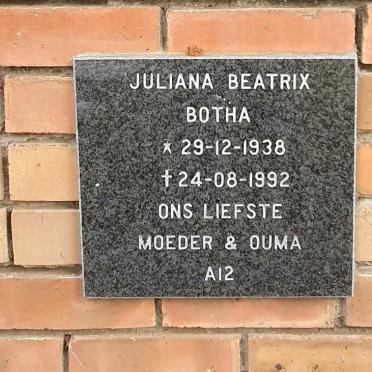 JULIANA BEATRIX
BOTHA
* 29-12-1938
†24-08-1992
ONS LIEFSTE
MOEDER & OUMA
A12